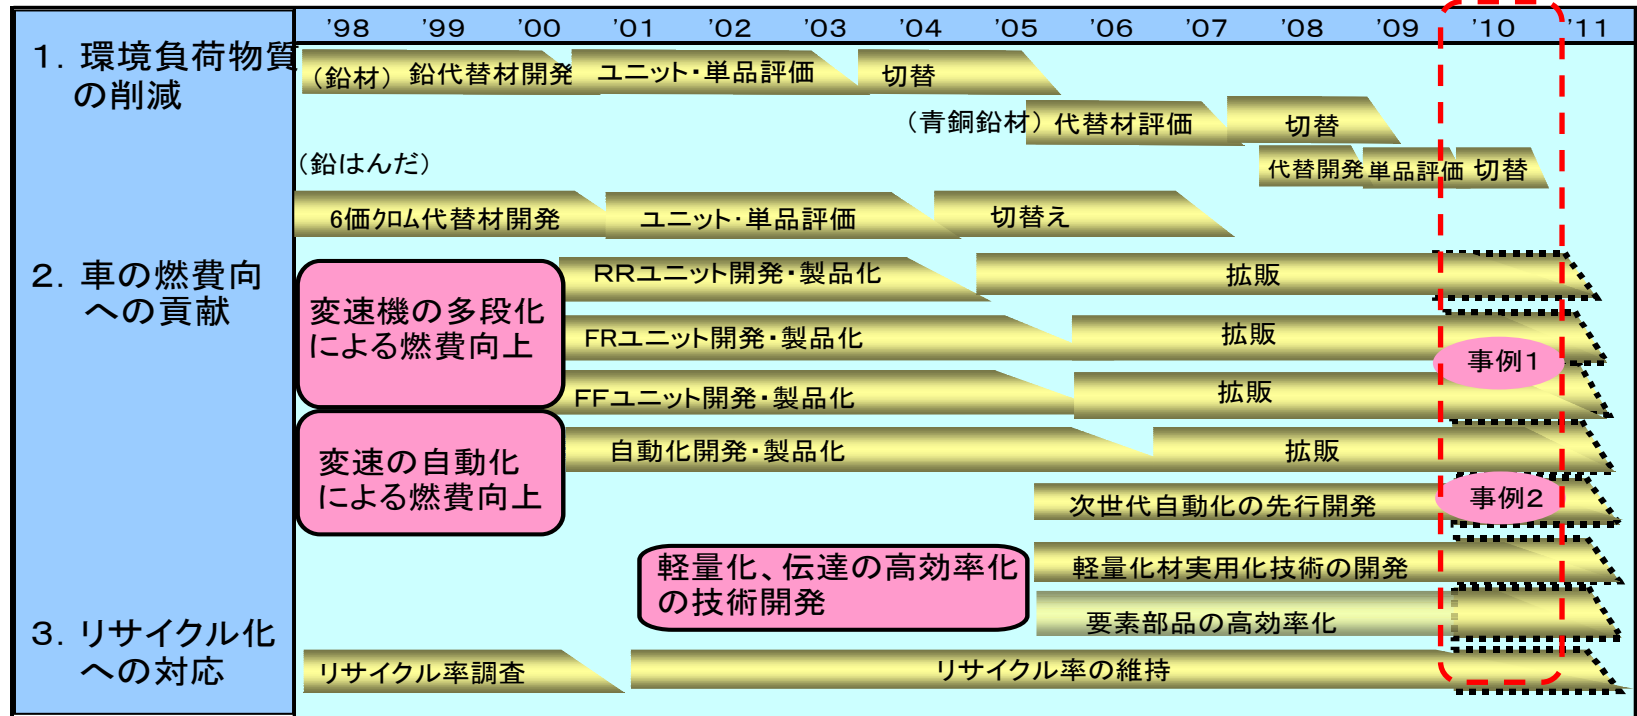 '98 '99 '00 '01 '02 '03 '04 '05 '06 '07 '08 '09 '10 '11
1. 環境負荷物質
の削減
(鉛材) 鉛代替材開発 ユニット・単品評価 切替
(青銅鉛材) 代替材評価 切替
(鉛はんだ)
代替開発 単品評価 切替
6価クロム代替材開発 ユニット・単品評価 切替え
2. 車の燃費向
への貢献
変速機の多段化
による燃費向上
RRユニット開発・製品化 拡販
FRユニット開発・製品化 拡販
事例1
FFユニット開発・製品化 拡販
変速の自動化
による燃費向上
自動化開発・製品化 拡販
次世代自動化の先行開発 事例2
軽量化、伝達の高効率化
の技術開発
軽量化材実用化技術の開発
要素部品の高効率化
3. リサイクル化
への対応
リサイクル率調査 リサイクル率の維持